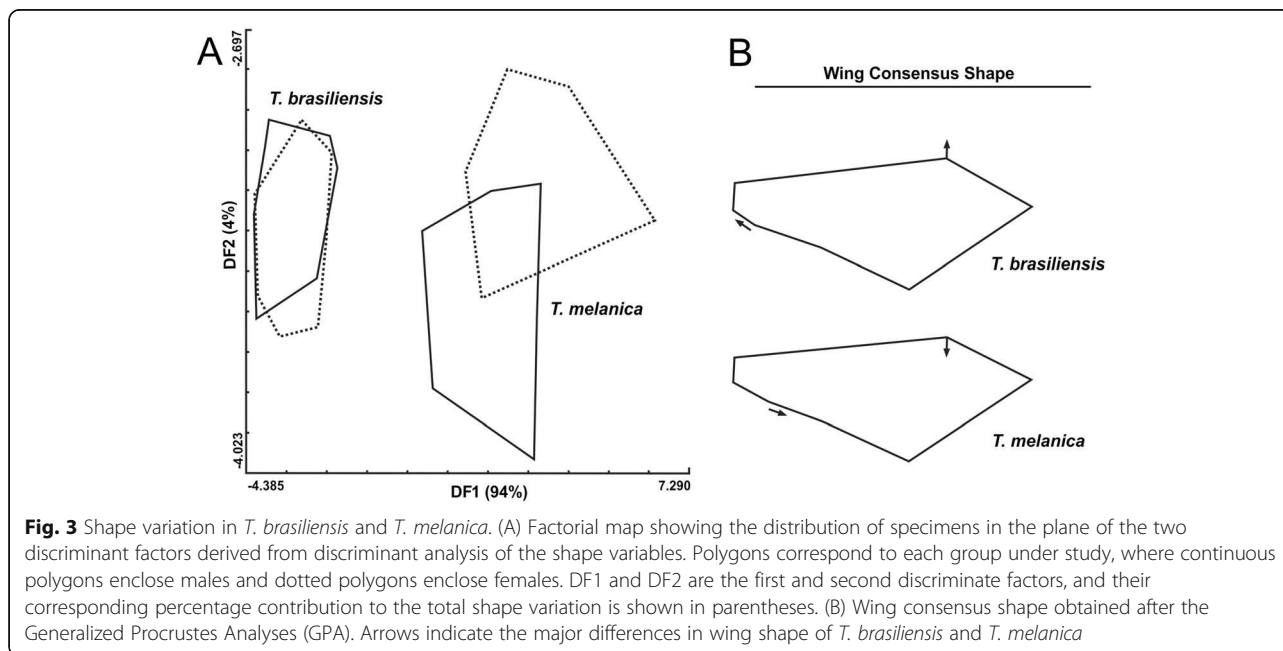 A
-2.697
T. brasiliensis
DF2 (4%)
T. melanica
-4.023
-4.385
DF1 (94%)
7.290
B
Wing Consensus Shape
T. brasiliensis
T. melanica
Fig. 3 Shape variation in T. brasiliensis and T. melanica. (A) Factorial map showing the distribution of specimens in the plane of the two
discriminant factors derived from discriminant analysis of the shape variables. Polygons correspond to each group under study, where continuous
polygons enclose males and dotted polygons enclose females. DF1 and DF2 are the first and second discriminate factors, and their
corresponding percentage contribution to the total shape variation is shown in parentheses. (B) Wing consensus shape obtained after the
Generalized Procrustes Analyses (GPA). Arrows indicate the major differences in wing shape of T. brasiliensis and T. melanica